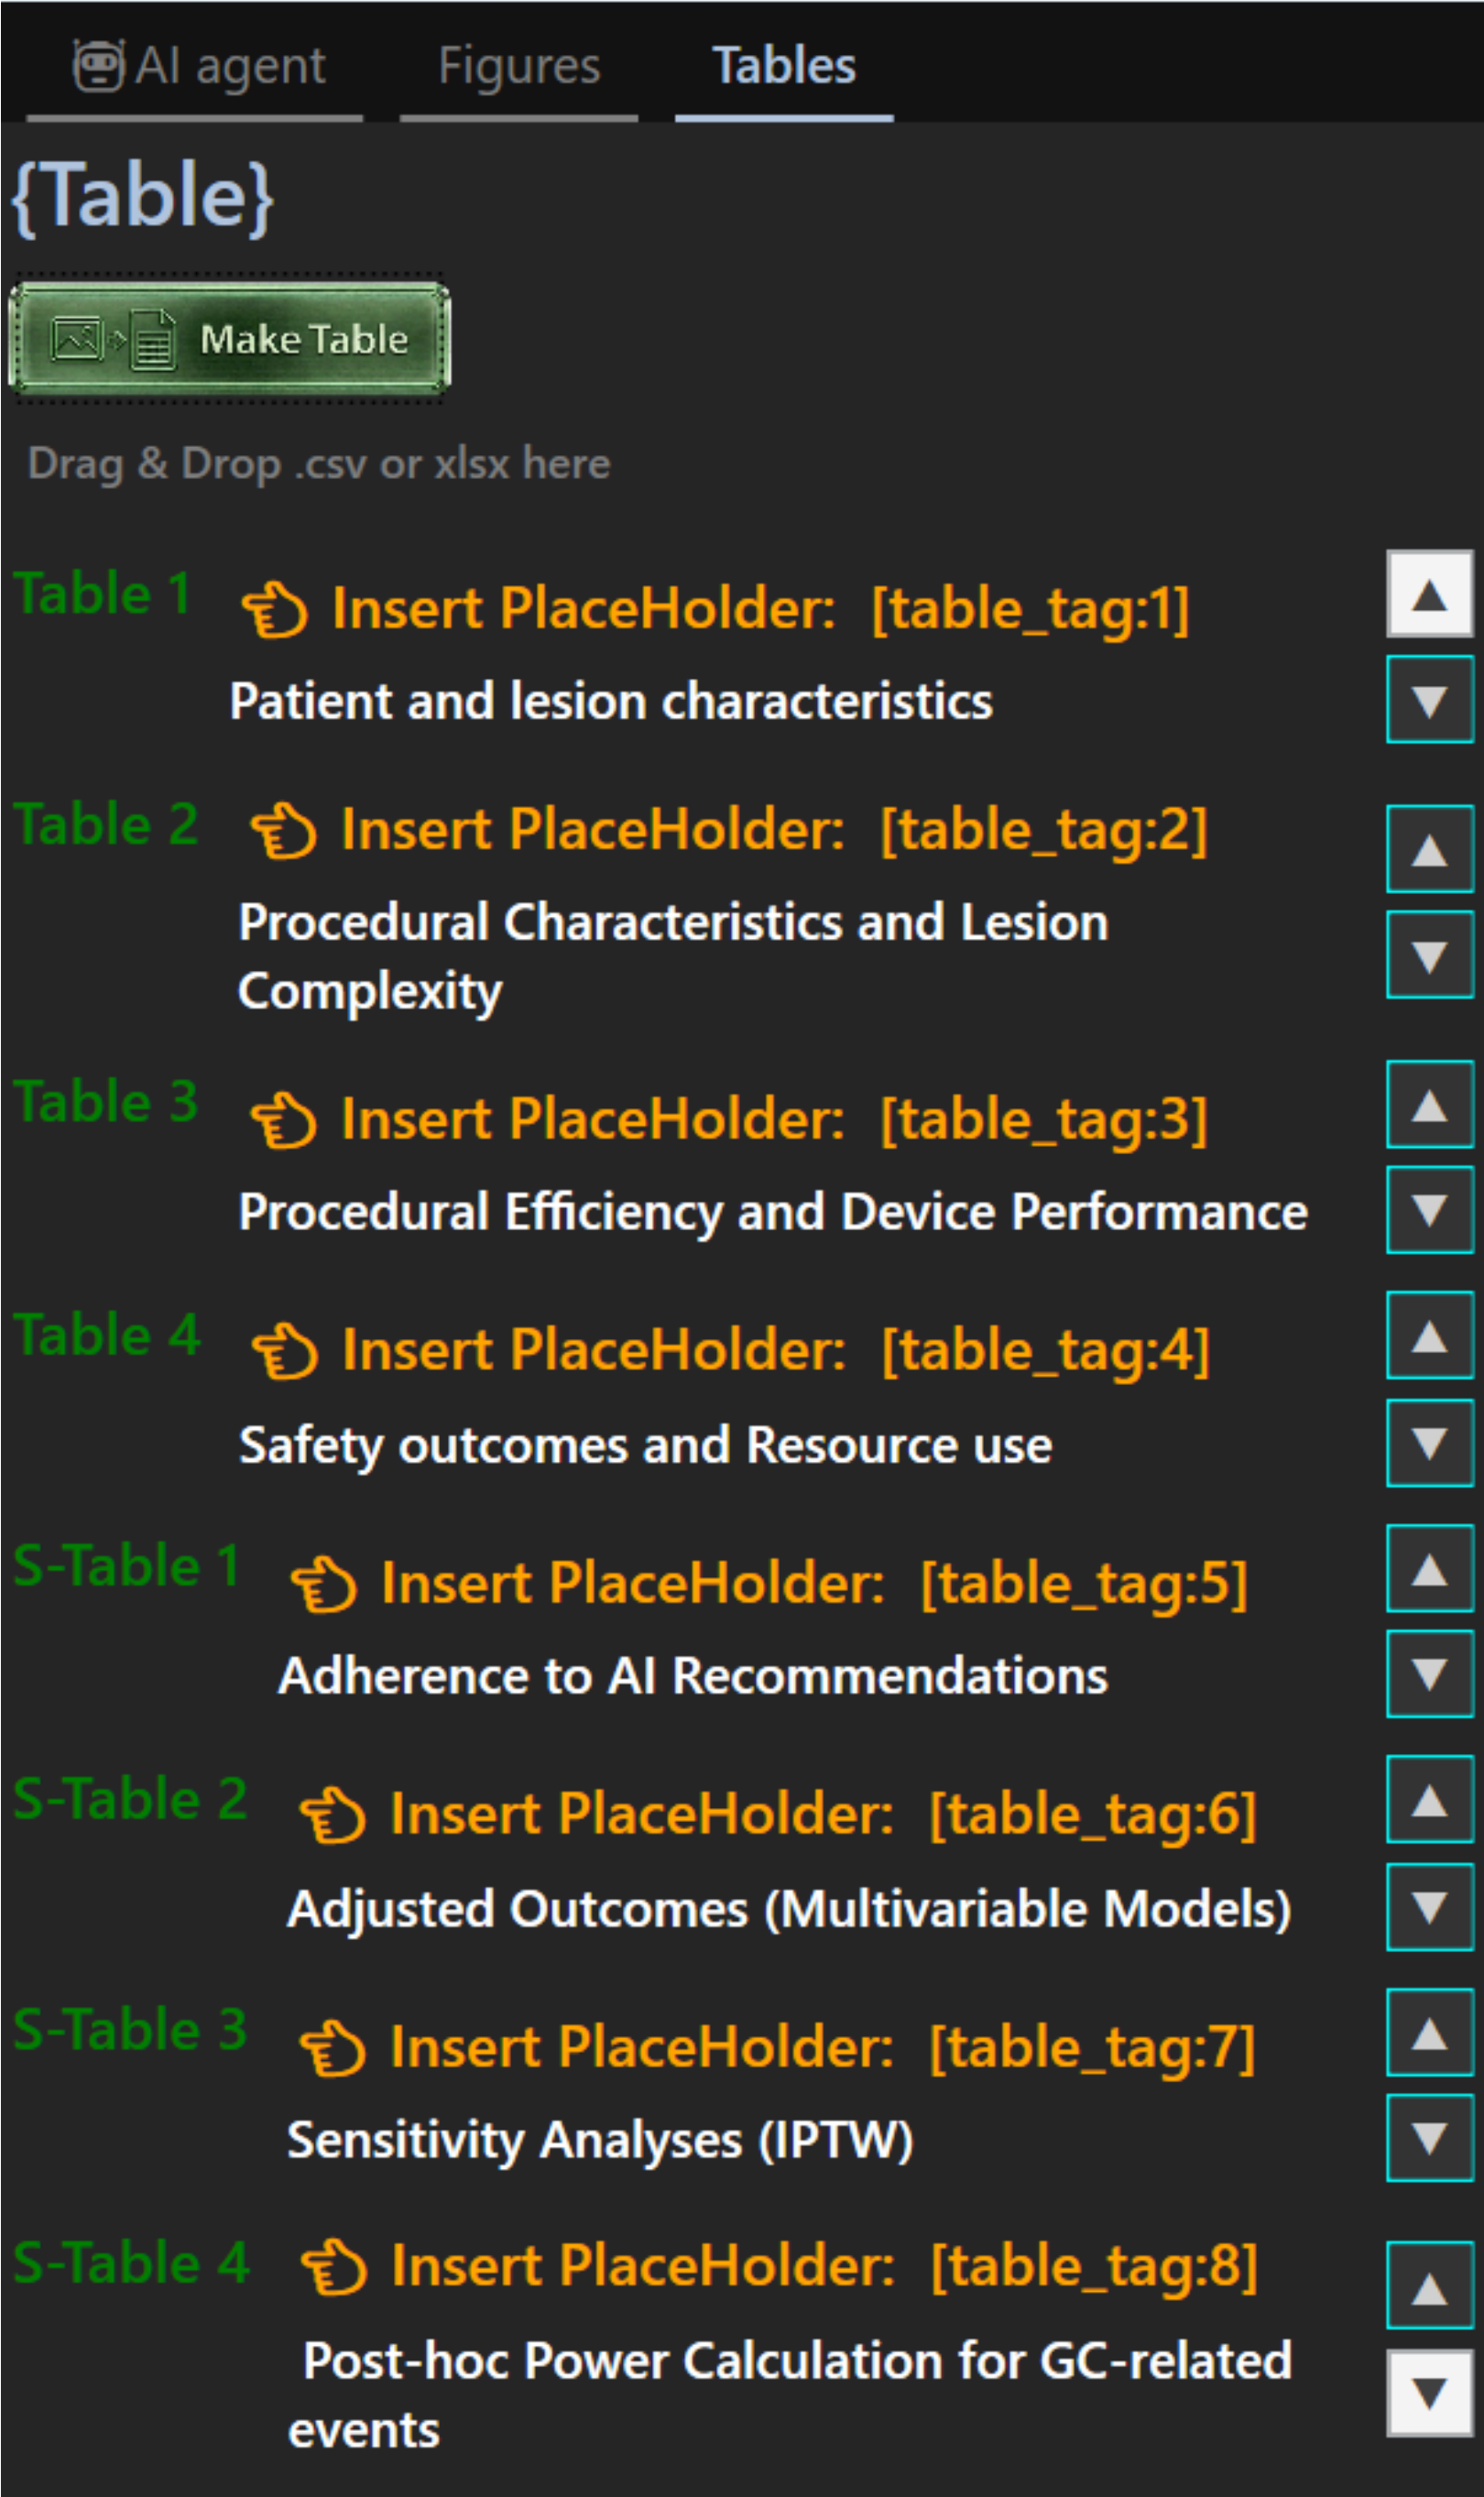 AI agent Figures Tables
{Table}
Make Table
Drag & Drop .csv or xlsx here
Table 1 Insert PlaceHolder: [table_tag:1]
Patient and lesion characteristics
Table 2 Insert PlaceHolder: [table_tag:2]
Procedural Characteristics and Lesion
Complexity
Table 3 Insert PlaceHolder: [table_tag:3]
Procedural Efficiency and Device Performance
Table 4 Insert PlaceHolder: [table_tag:4]
Safety outcomes and Resource use
S-Table 1 Insert PlaceHolder: [table_tag:5]
Adherence to AI Recommendations
S-Table 2 Insert PlaceHolder: [table_tag:6]
Adjusted Outcomes (Multivariable Models)
S-Table 3 Insert PlaceHolder: [table_tag:7]
Sensitivity Analyses (IPTW)
S-Table 4 Insert PlaceHolder: [table_tag:8]
Post-hoc Power Calculation for GC-related
events